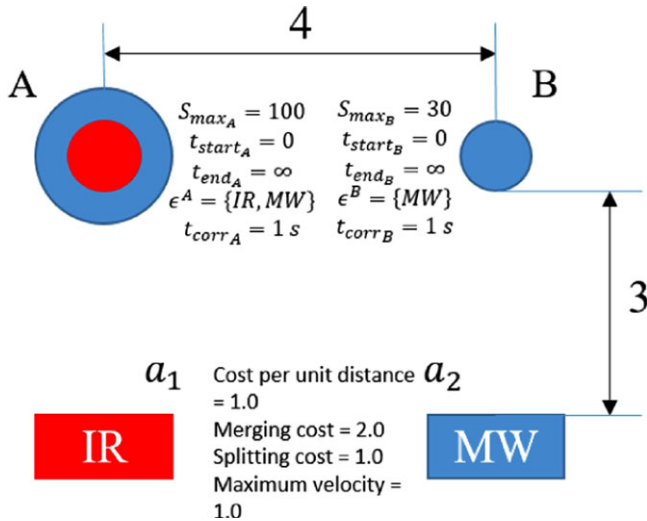 4
A
B
S_{max_A} = 100
t_{start_A} = 0
t_{end_A} = ∞
ϵ^A = {IR, MW}
t_{corr_A} = 1 s
S_{max_B} = 30
t_{start_B} = 0
t_{end_B} = ∞
ϵ^B = {MW}
t_{corr_B} = 1 s
3
a_1
Cost per unit distance
= 1.0
Merging cost = 2.0
Splitting cost = 1.0
Maximum velocity =
1.0
a_2
IR
MW